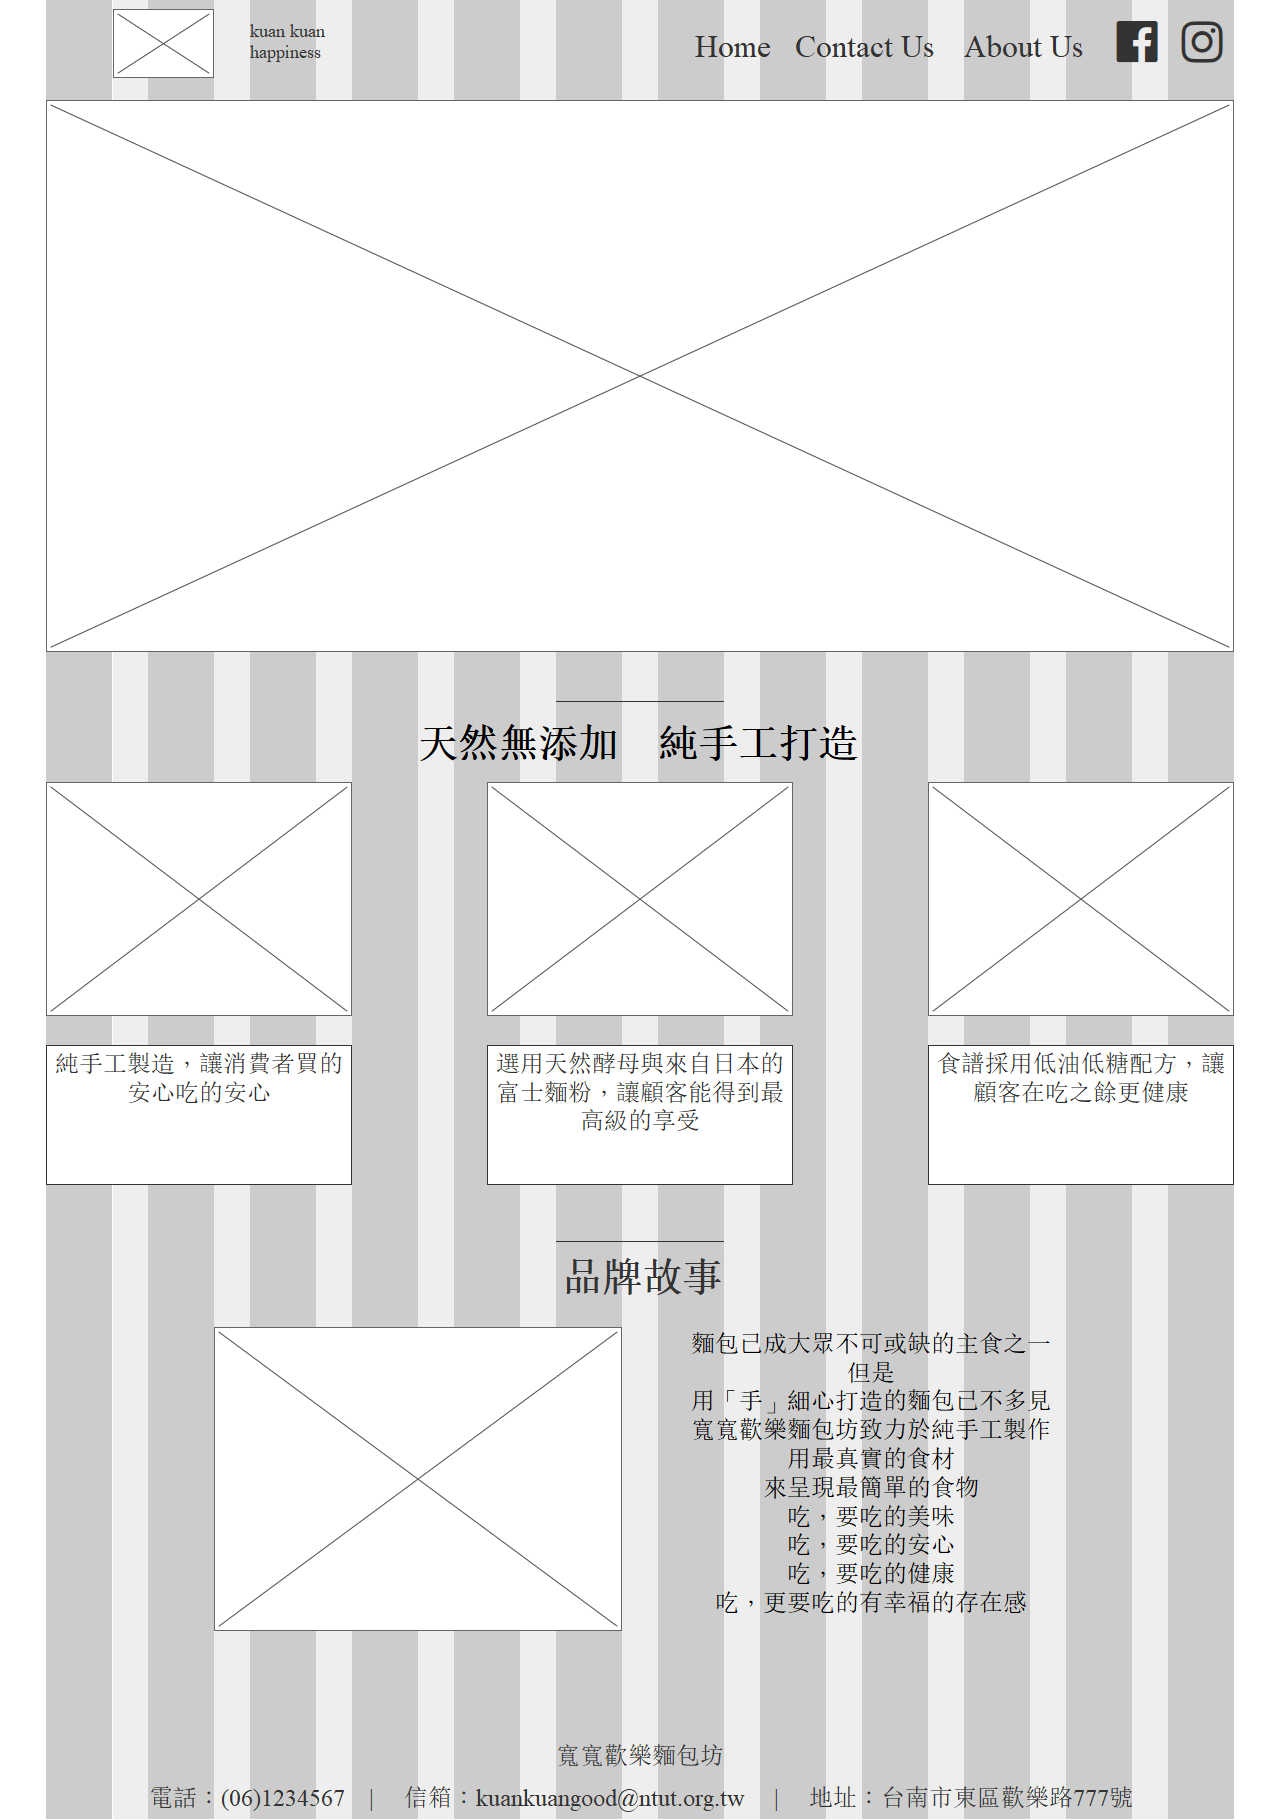 kuan kuan
happiness
Home Contact Us About Us
天然無添加　純手工打造
純手工製造，讓消費者買的
安心吃的安心
選用天然酵母與來自日本的
富士麵粉，讓顧客能得到最
高級的享受
食譜採用低油低糖配方，讓
顧客在吃之餘更健康
品牌故事
麵包已成大眾不可或缺的主食之一
但是
用「手」細心打造的麵包已不多見
寬寬歡樂麵包坊致力於純手工製作
用最真實的食材
來呈現最簡單的食物
吃，要吃的美味
吃，要吃的安心
吃，要吃的健康
吃，更要吃的有幸福的存在感
寬寬歡樂麵包坊
電話：(06)1234567 | 信箱：kuankuangood@ntut.org.tw | 地址：台南市東區歡樂路777號